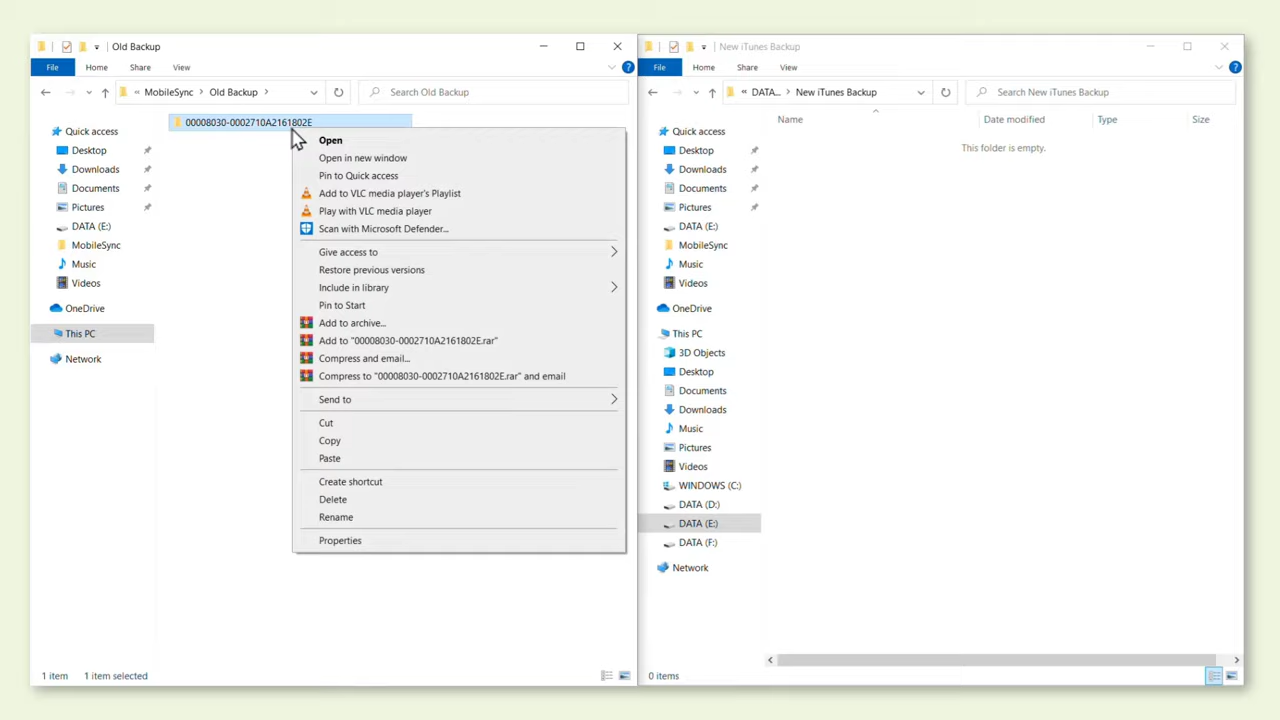 Old Backup
File Home Share View
« MobileSync > Old Backup >
Search Old Backup
Quick access
Desktop
Downloads
Documents
Pictures
DATA (E:)
MobileSync
Music
Videos
OneDrive
This PC
Network
00008030-0002710A2161802E
Open
Open in new window
Pin to Quick access
Add to VLC media player's Playlist
Play with VLC media player
Scan with Microsoft Defender...
Give access to
Restore previous versions
Include in library
Pin to Start
Add to archive...
Add to "00008030-0002710A2161802E.rar"
Compress and email...
Compress to "00008030-0002710A2161802E.rar" and email
Send to
Cut
Copy
Paste
Create shortcut
Delete
Rename
Properties
1 item 1 item selected
New iTunes Backup
File Home Share View
« DATA... > New iTunes Backup
Search New iTunes Backup
Quick access
Desktop
Downloads
Documents
Pictures
DATA (E:)
MobileSync
Music
Videos
OneDrive
This PC
3D Objects
Desktop
Documents
Downloads
Music
Pictures
Videos
WINDOWS (C:)
DATA (D:)
DATA (E:)
DATA (F:)
Network
Name Date modified Type Size
This folder is empty.
0 items